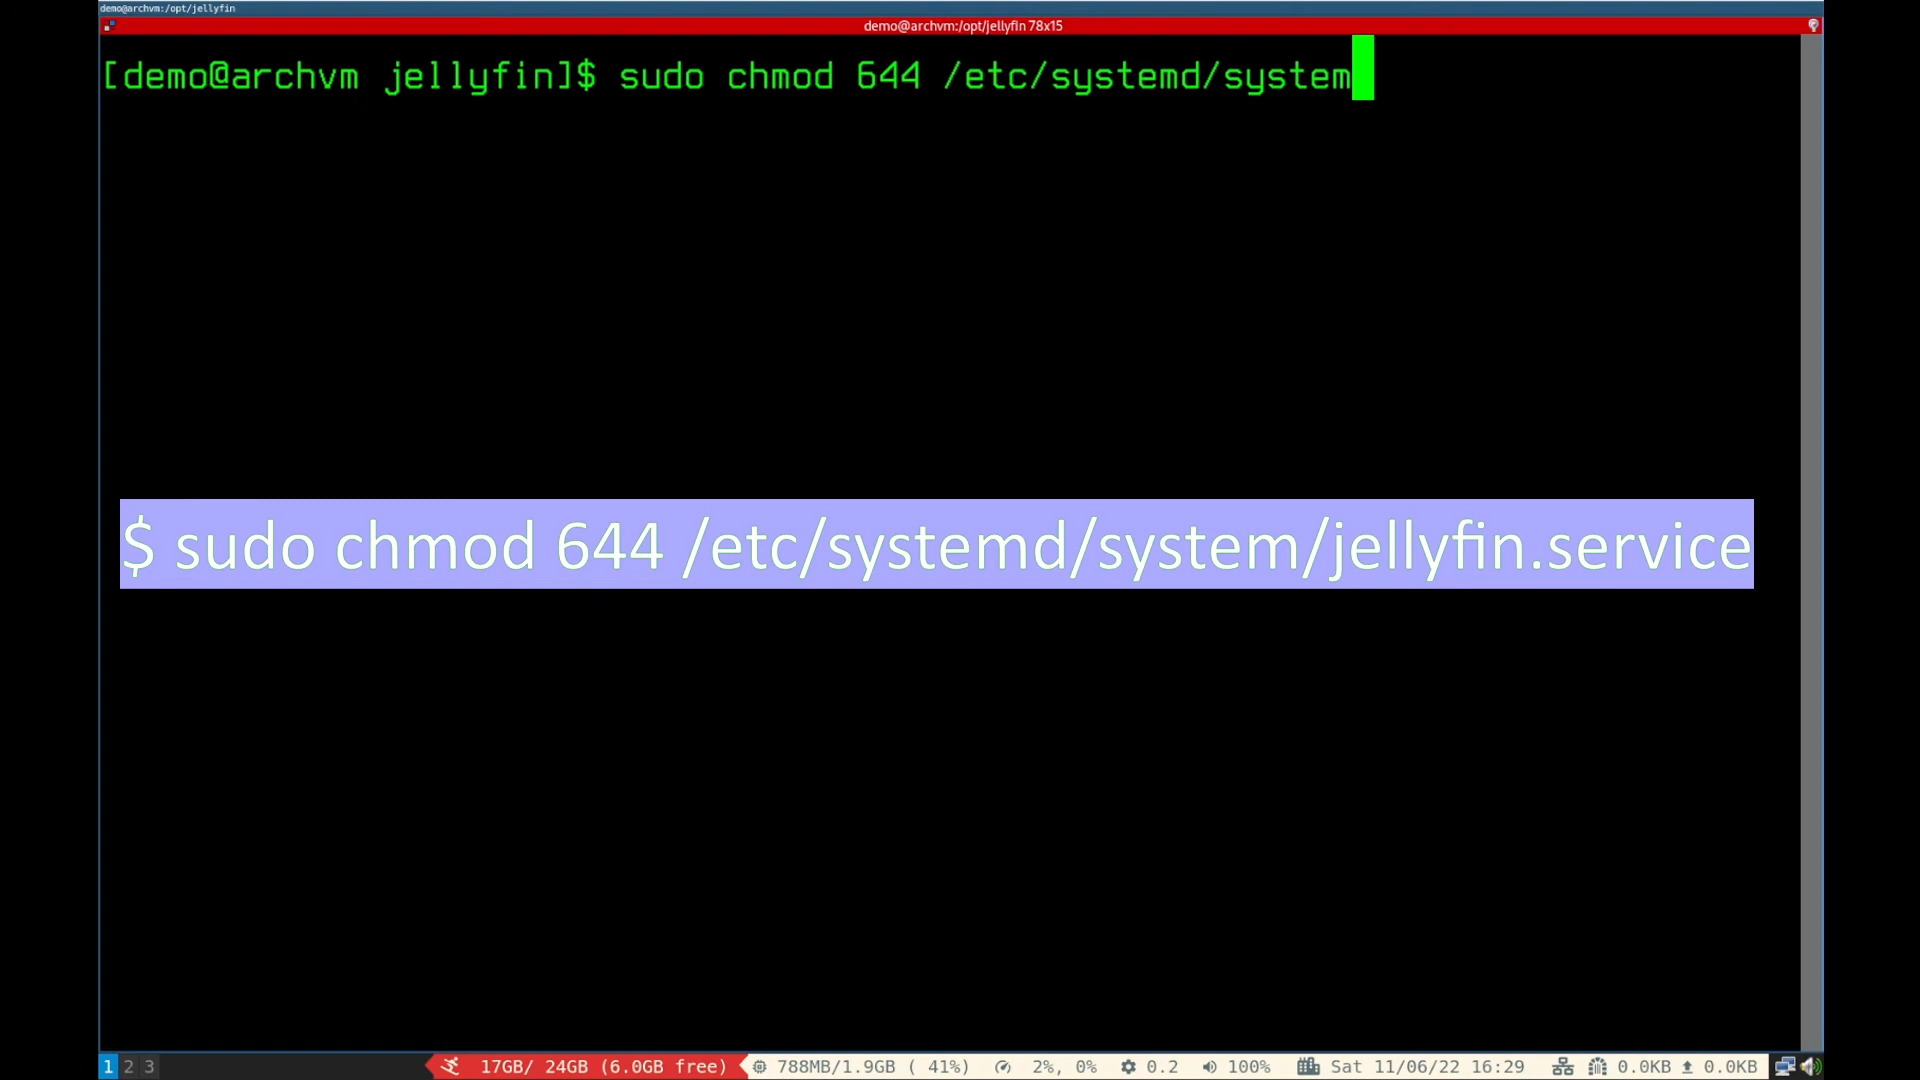 demo@archvm:/opt/jellyfin
demo@archvm:/opt/jellyfin 78x15
[demo@archvm jellyfin]$ sudo chmod 644 /etc/systemd/system
$ sudo chmod 644 /etc/systemd/system/jellyfin.service
1 2 3 17GB/ 24GB (6.0GB free) 788MB/1.9GB ( 41%) 2%, 0% 0.2 100% Sat 11/06/22 16:29 0.0KB 0.0KB